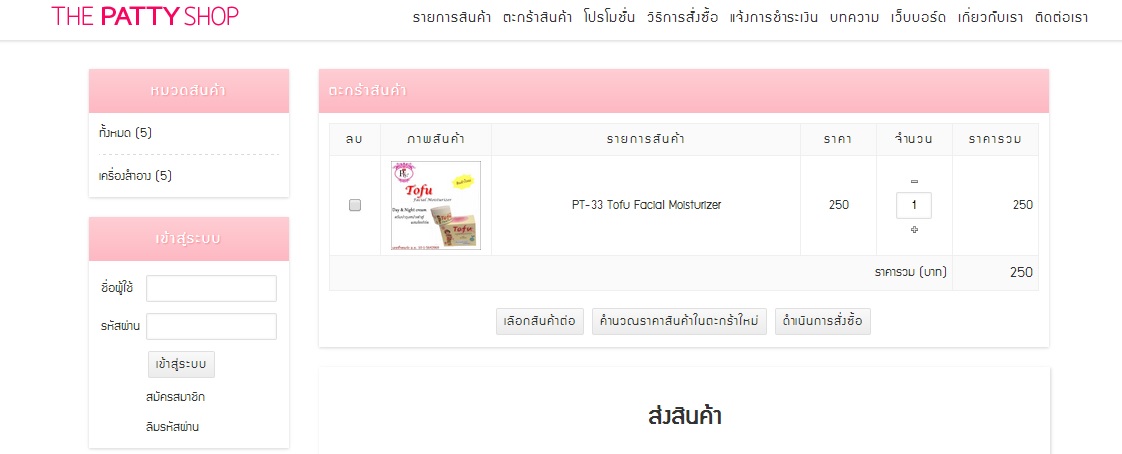 THE PATTY SHOP
รายการสินค้า ตะกร้าสินค้า โปรโมชั่น วิธีการสั่งซื้อ แจ้งการชำระเงิน บทความ เว็บบอร์ด เกี่ยวกับเรา ติดต่อเรา
หมวดสินค้า
ทั้งหมด (5)
เครื่องสำอาง (5)
เข้าสู่ระบบ
ชื่อผู้ใช้
รหัสผ่าน
เข้าสู่ระบบ
สมัครสมาชิก
ลืมรหัสผ่าน
ตะกร้าสินค้า
ลบ ภาพสินค้า รายการสินค้า ราคา จำนวน ราคารวม
Tofu
Facial Moisturizer
Day & Night cream
Tofu
PT-33 Tofu Facial Moisturizer 250 1 250
ราคารวม (บาท) 250
เลือกสินค้าต่อ คำนวณราคาสินค้าในตะกร้าใหม่ ดำเนินการสั่งซื้อ
ส่งสินค้า